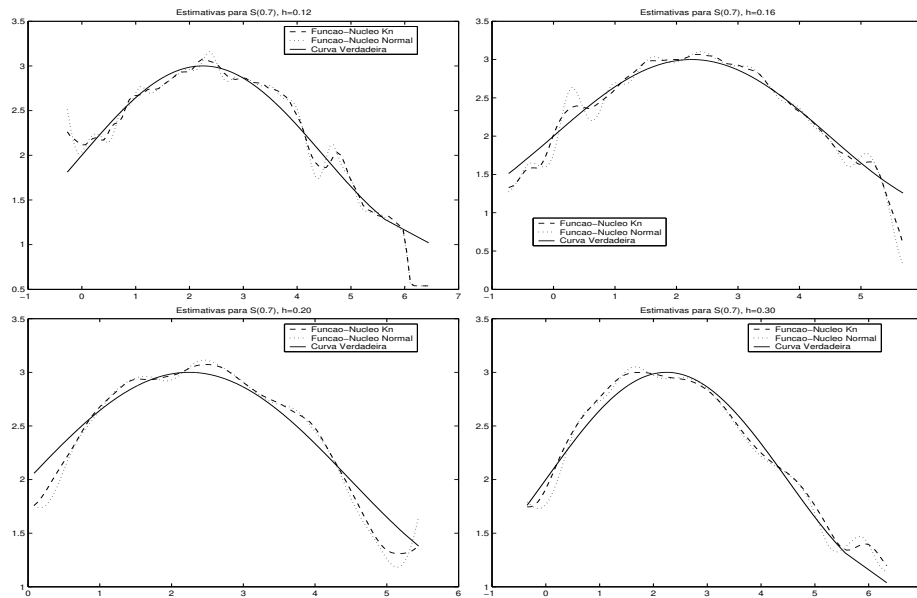 Estimativas para S(0.7), h=0.12
Funcao−Nucleo Kn
Funcao−Nucleo Normal
Curva Verdadeira
3.5
3
2.5
2
1.5
1
0.5
−1 0 1 2 3 4 5 6 7
Estimativas para S(0.7), h=0.16
3.5
3
2.5
2
1.5
1
0.5
0
Funcao−Nucleo Kn
Funcao−Nucleo Normal
Curva Verdadeira
−1 0 1 2 3 4 5
Estimativas para S(0.7), h=0.20
Funcao−Nucleo Kn
Funcao−Nucleo Normal
Curva Verdadeira
3.5
3
2.5
2
1.5
1
0 1 2 3 4 5 6
Estimativas para S(0.7), h=0.30
Funcao−Nucleo Kn
Funcao−Nucleo Normal
Curva Verdadeira
3.5
3
2.5
2
1.5
1
−1 0 1 2 3 4 5 6